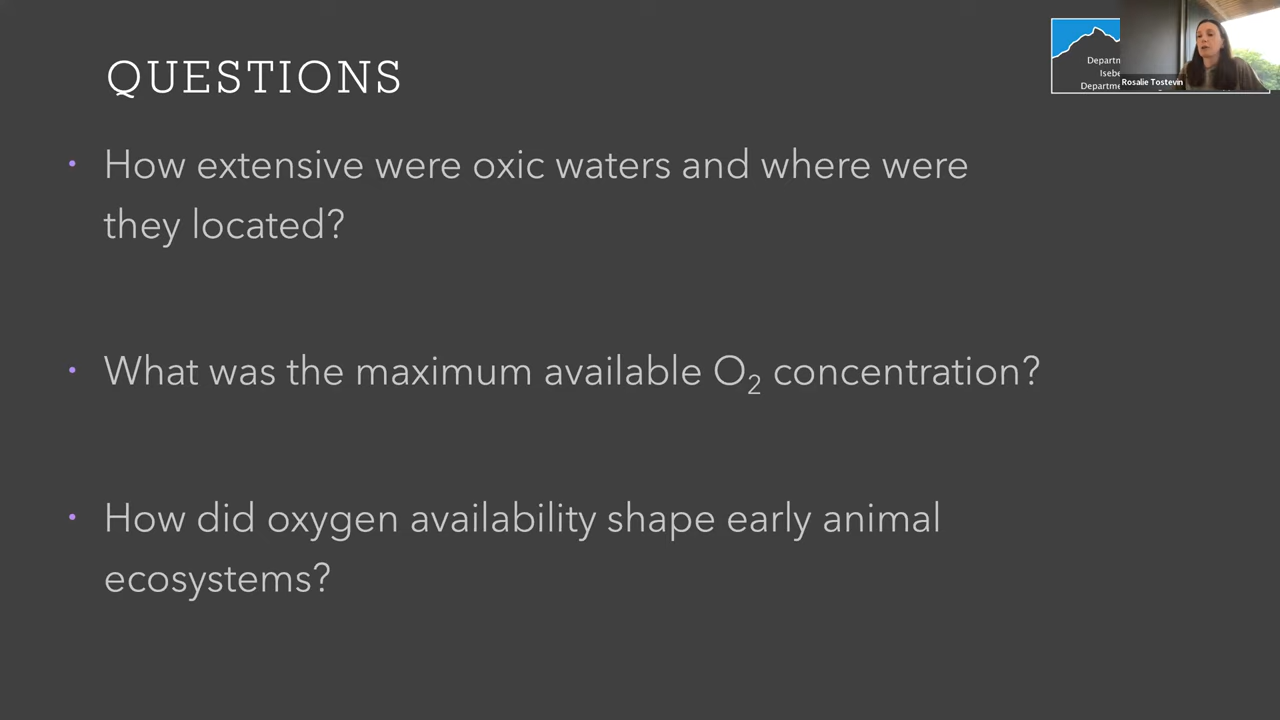 QUESTIONS
Rosalie Tostevin
• How extensive were oxic waters and where were
they located?
• What was the maximum available O₂ concentration?
• How did oxygen availability shape early animal
ecosystems?